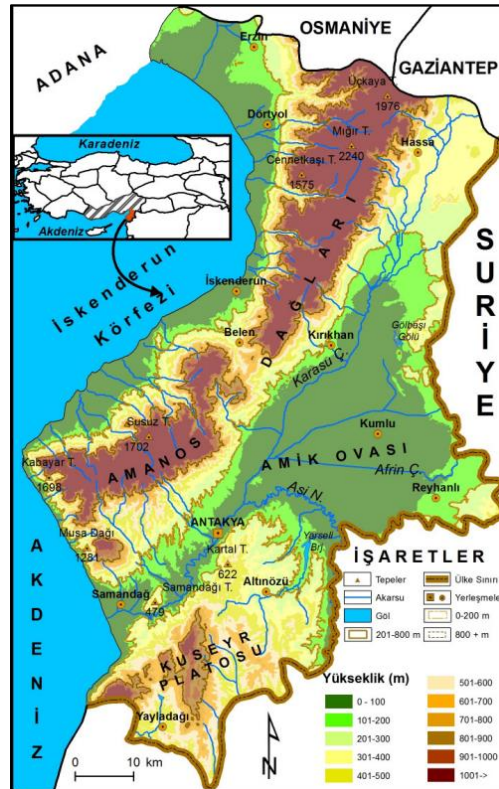 OSMANİYE
ADANA
Erzin
GAZİANTEP
Üçkaya
1976
Dörtyol
Mığır T.
2240
Hassa
Cennetkaşı T.
1575
Karadeniz
Akdeniz
İskenderun
Körfezi
İskenderun
Belen
SURİYE
Gölbaşı
Gölü
Kırıkhan
Karasu Ç.
AMANOS DAĞLARI
Susuz T.
1702
Kabayar T.
1698
Kumlu
AMİK OVASI
Afrin Ç.
Reyhanlı
Asi N.
Musa Dağı
1281
ANTAKYA
Yarseli
Brj.
Kartal T.
622
Samandağı T.
479
Altınözü
Samandağ
AKDENİZ
KUSEYR
PLATOSU
Yayladağı
İŞARETLER
Tepeler
Ülke Sınırı
Akarsu
Yerleşmeler
Göl
0-200 m
201-800 m
800 + m
Yükseklik (m)
0 - 100
101-200
201-300
301-400
401-500
501-600
601-700
701-800
801-900
901-1000
1001->
0 10 km
N